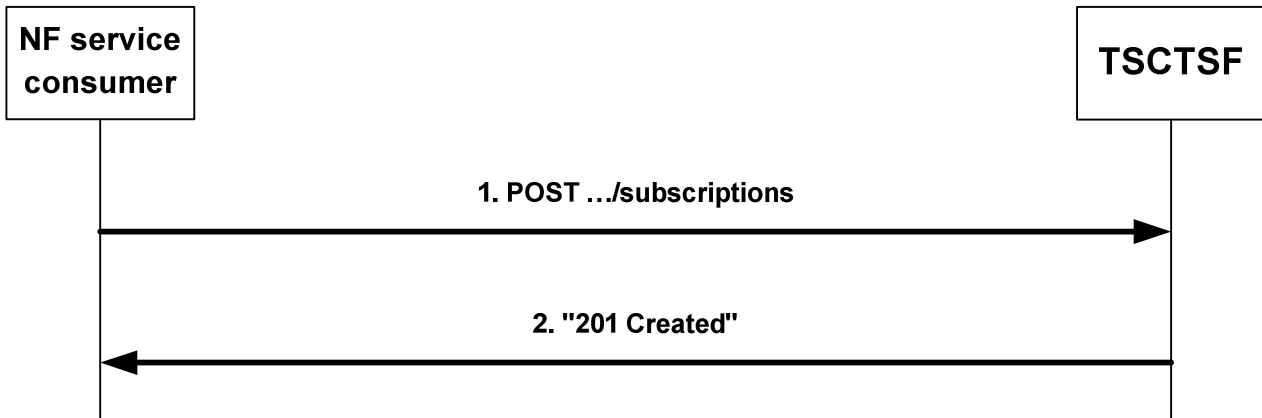 NF service
consumer
TSCTSF
1. POST .../subscriptions
2. "201 Created"